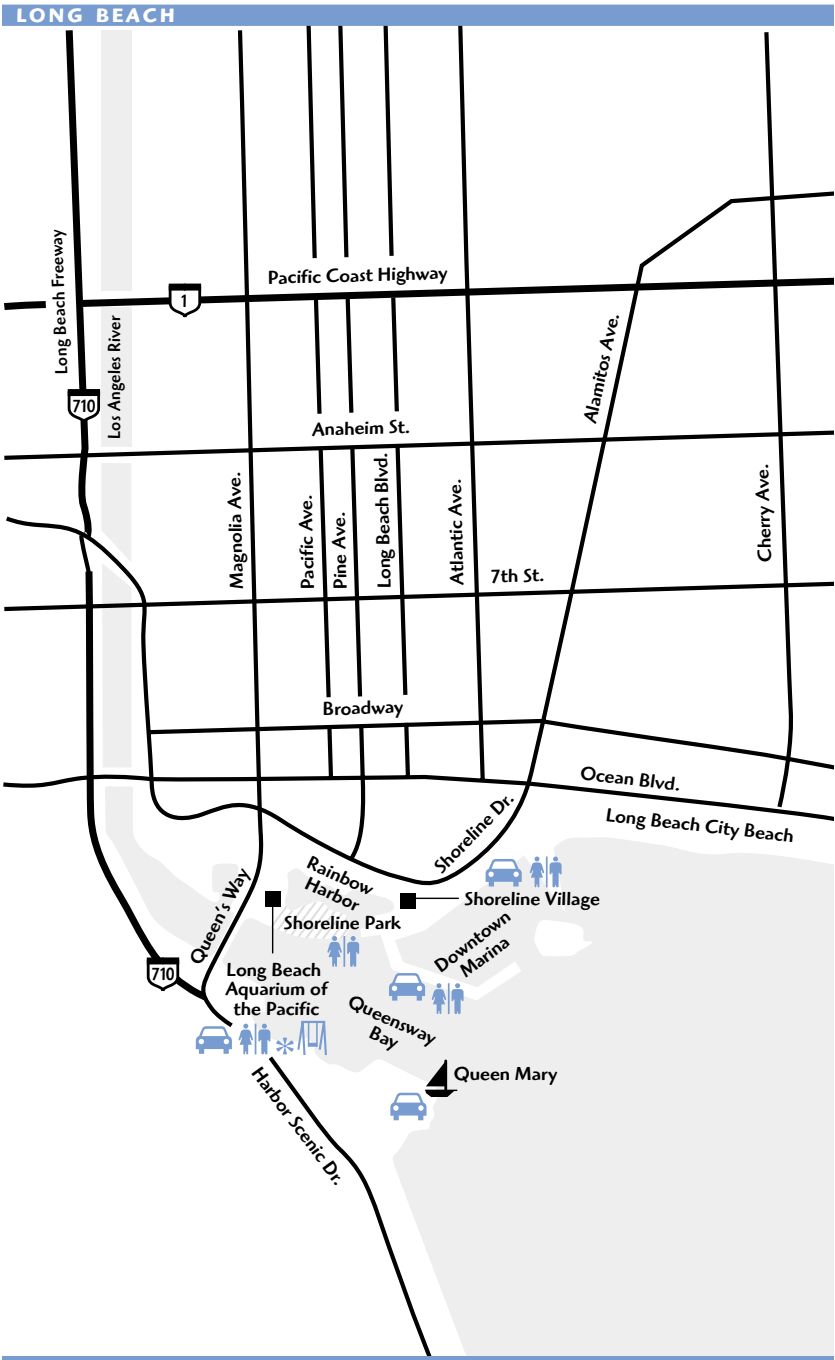 LONG BEACH
Long Beach Freeway
Los Angeles River
Pacific Coast Highway
1
710
Alamitos Ave.
Anaheim St.
Magnolia Ave.
Pacific Ave.
Pine Ave.
Long Beach Blvd.
Atlantic Ave.
Cherry Ave.
7th St.
Broadway
Ocean Blvd.
Long Beach City Beach
Shoreline Dr.
Queen's Way
Rainbow
Harbor
Shoreline Village
Shoreline Park
Downtown
Marina
710
Long Beach
Aquarium of
the Pacific
Queensway
Bay
Queen Mary
Harbor Scenic Dr.